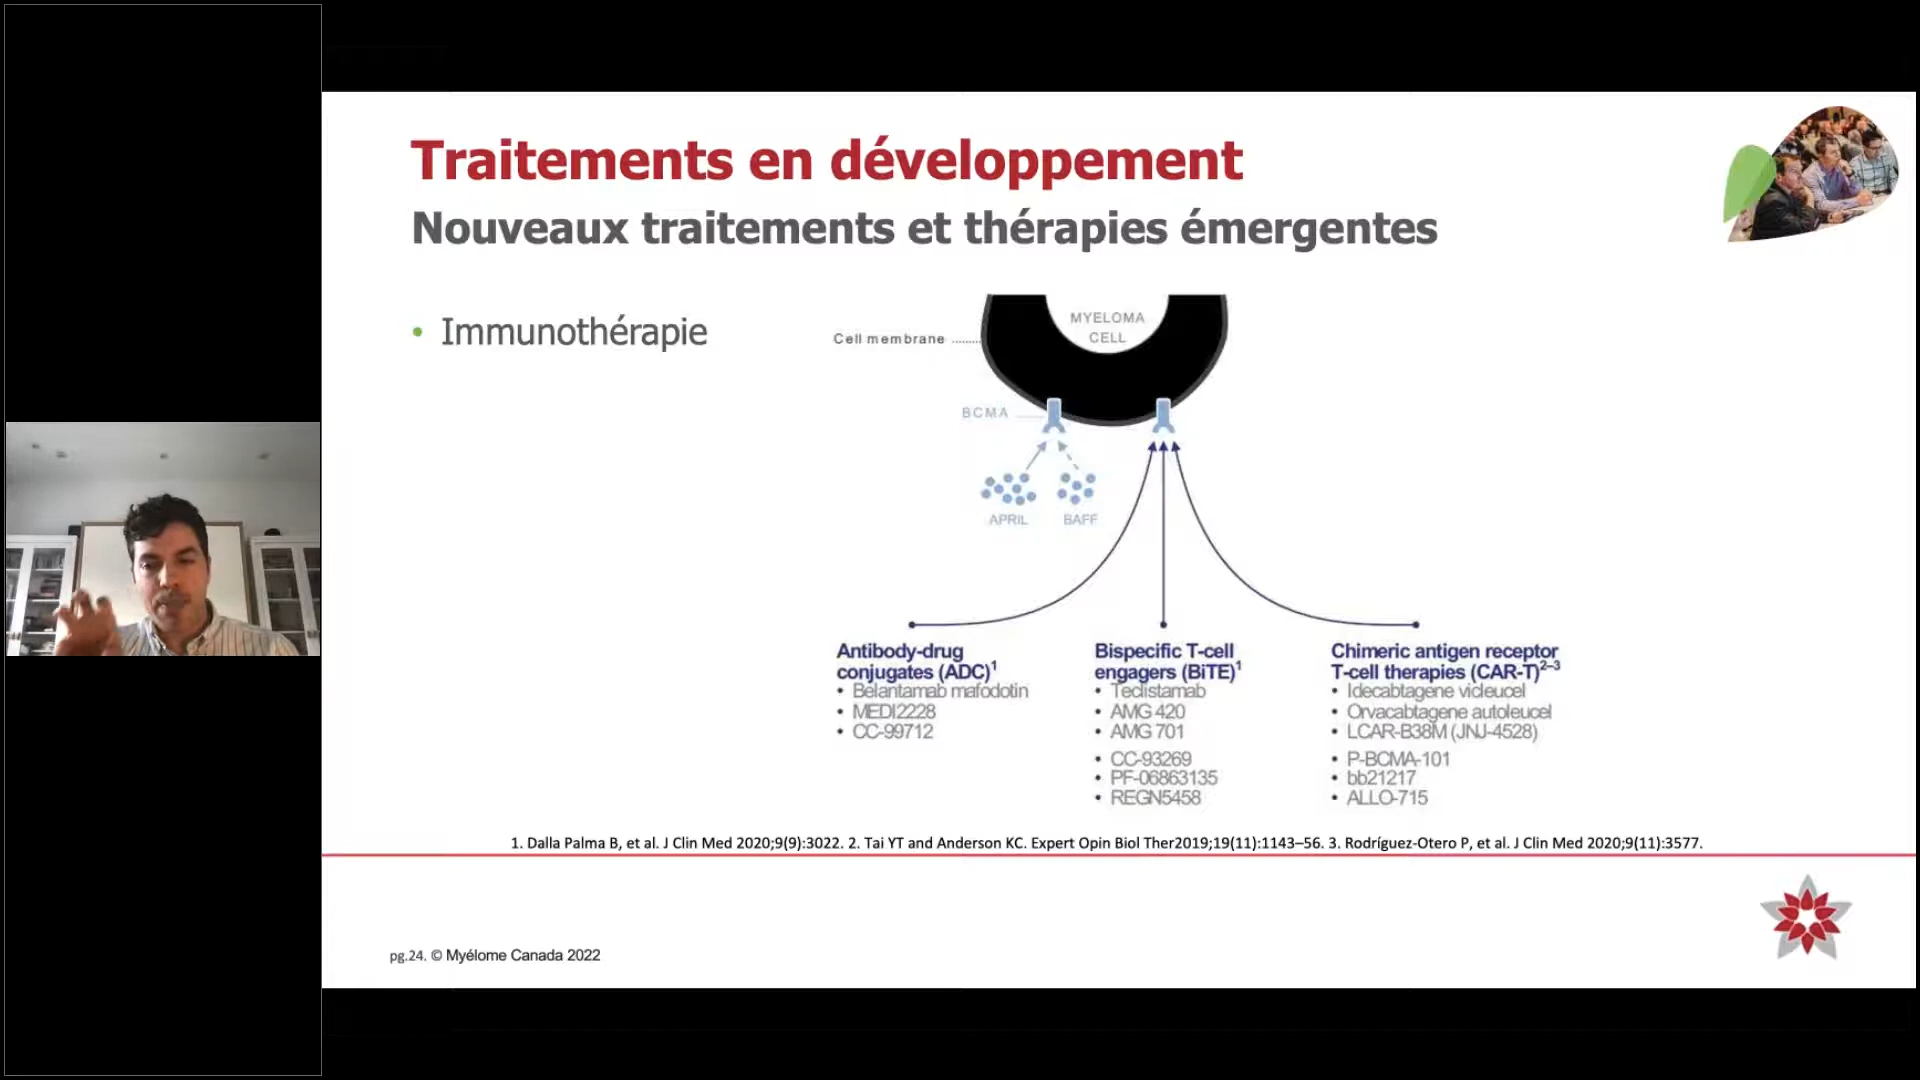 Traitements en développement
Nouveaux traitements et thérapies émergentes
• Immunothérapie
MYELOMA
CELL
Cell membrane
BCMA
APRIL
BAFF
Antibody-drug
conjugates (ADC)1
• Belantamab mafodotin
• MEDI2228
• CC-99712
Bispecific T-cell
engagers (BiTE)1
• Teclistamab
• AMG 420
• AMG 701
• CC-93269
• PF-06863135
• REGN5458
Chimeric antigen receptor
T-cell therapies (CAR-T)2–3
• Idecabtagene vicleucel
• Orvacabtagene autoleucel
• LCAR-B38M (JNJ-4528)
• P-BCMA-101
• bb21217
• ALLO-715
1. Dalla Palma B, et al. J Clin Med 2020;9(9):3022. 2. Tai YT and Anderson KC. Expert Opin Biol Ther2019;19(11):1143–56. 3. Rodríguez-Otero P, et al. J Clin Med 2020;9(11):3577.
pg.24. © Myélome Canada 2022